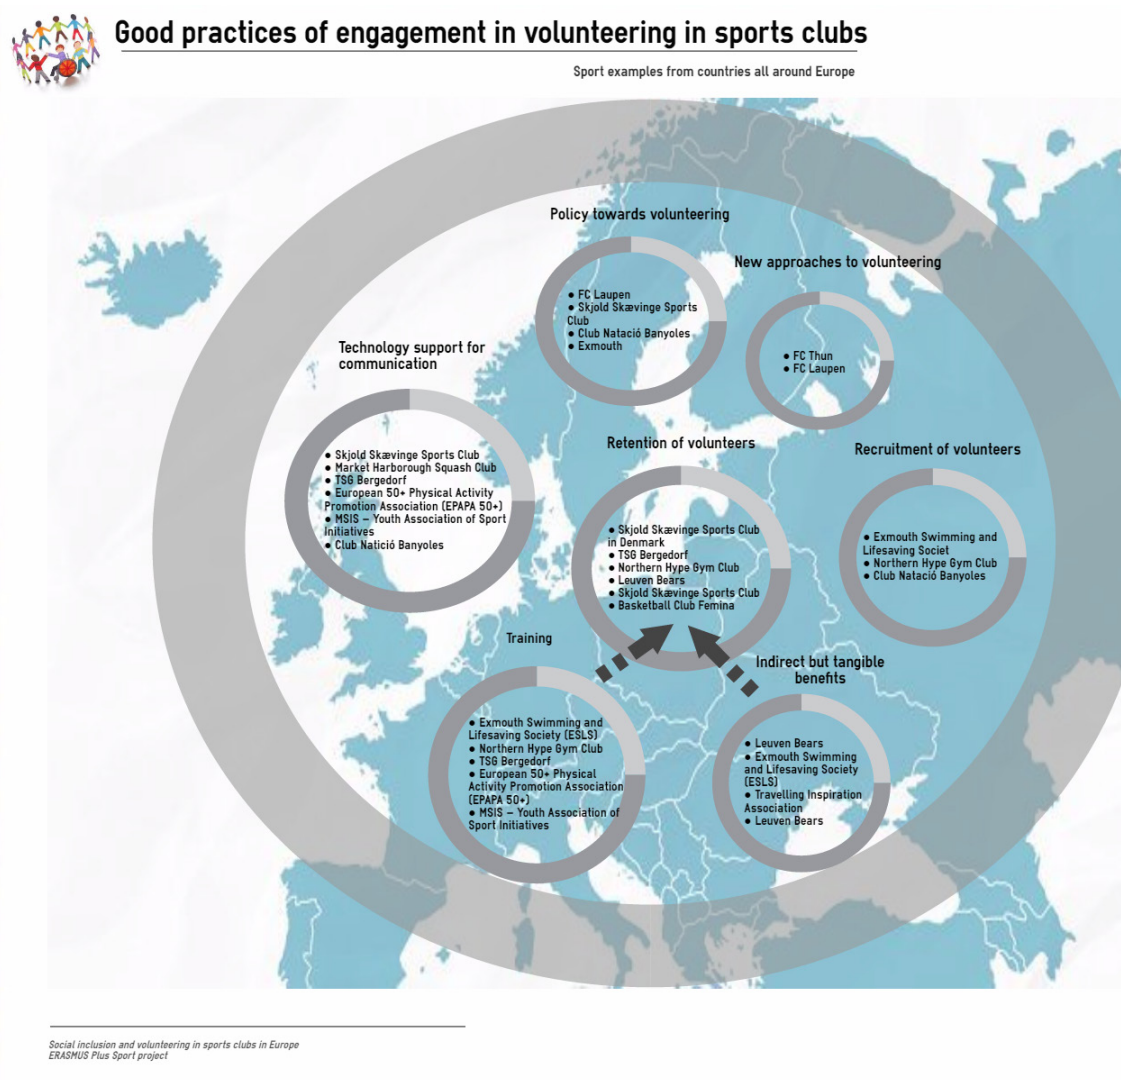 Good practices of engagement in volunteering in sports clubs
Sport examples from countries all around Europe
Policy towards volunteering
● FC Laupen
● Skjold Skævinge Sports
Club
● Club Natació Banyoles
● Exmouth
New approaches to volunteering
● FC Thun
● FC Laupen
Technology support for
communication
● Skjold Skævinge Sports Club
● Market Harborough Squash Club
● TSG Bergedorf
● European 50+ Physical Activity
Promotion Association (EPAPA 50+)
● MSIS – Youth Association of Sport
Initiatives
● Club Natició Banyoles
Retention of volunteers
● Skjold Skævinge Sports Club
in Denmark
● TSG Bergedorf
● Northern Hype Gym Club
● Leuven Bears
● Skjold Skævinge Sports Club
● Basketball Club Femina
Recruitment of volunteers
● Exmouth Swimming and
Lifesaving Societ
● Northern Hype Gym Club
● Club Natació Banyoles
Training
● Exmouth Swimming and
Lifesaving Society (ESLS)
● Northern Hype Gym Club
● TSG Bergedorf
● European 50+ Physical
Activity Promotion Association
(EPAPA 50+)
● MSIS – Youth Association of
Sport Initiatives
Indirect but tangible
benefits
● Leuven Bears
● Exmouth Swimming
and Lifesaving Society
(ESLS)
● Travelling Inspiration
Association
● Leuven Bears
Social inclusion and volunteering in sports clubs in Europe
ERASMUS Plus Sport project